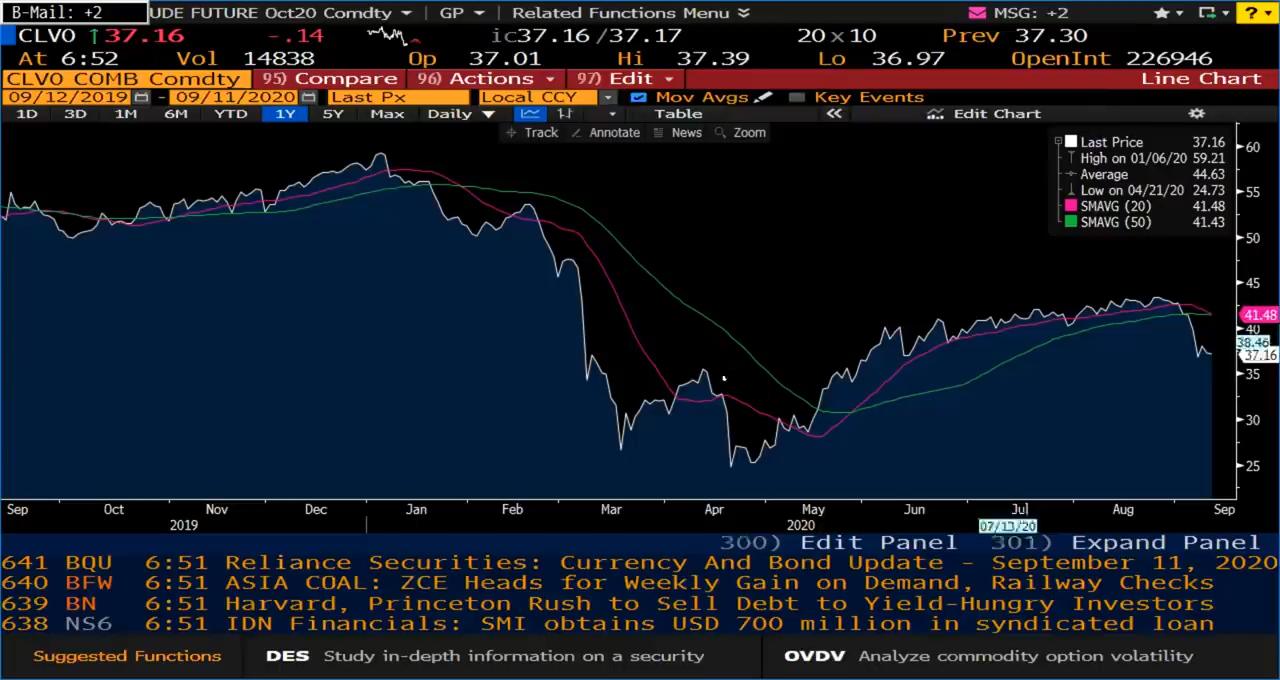 B-Mail: +2 UDE FUTURE Oct20 Comdty GP Related Functions Menu MSG: +2 ?
CLV0 ↑37.16 -.14 ic37.16 /37.17 20x10 Prev 37.30
At 6:52 Vol 14838 Op 37.01 Hi 37.39 Lo 36.97 OpenInt 226946
CLV0 COMB Comdty 95) Compare 96) Actions 97) Edit Line Chart
09/12/2019 - 09/11/2020 Last Px Local CCY Mov Avgs Key Events
1D 3D 1M 6M YTD 1Y 5Y Max Daily ▼ Table « Edit Chart
Track Annotate News Zoom
Last Price 37.16
High on 01/06/20 59.21
Average 44.63
Low on 04/21/20 24.73
SMAVG (20) 41.48
SMAVG (50) 41.43
60
55
50
45
41.48
40
38.46
37.16
35
30
25
Sep Oct Nov Dec Jan Feb Mar Apr May Jun Jul Aug Sep
2019 2020 07/13/20
300) Edit Panel 301) Expand Panel
641 BQU 6:51 Reliance Securities: Currency And Bond Update - September 11, 2020
640 BFW 6:51 ASIA COAL: ZCE Heads for Weekly Gain on Demand, Railway Checks
639 BN 6:51 Harvard, Princeton Rush to Sell Debt to Yield-Hungry Investors
638 NS6 6:51 IDN Financials: SMI obtains USD 700 million in syndicated loan
Suggested Functions DES Study in-depth information on a security OVDV Analyze commodity option volatility